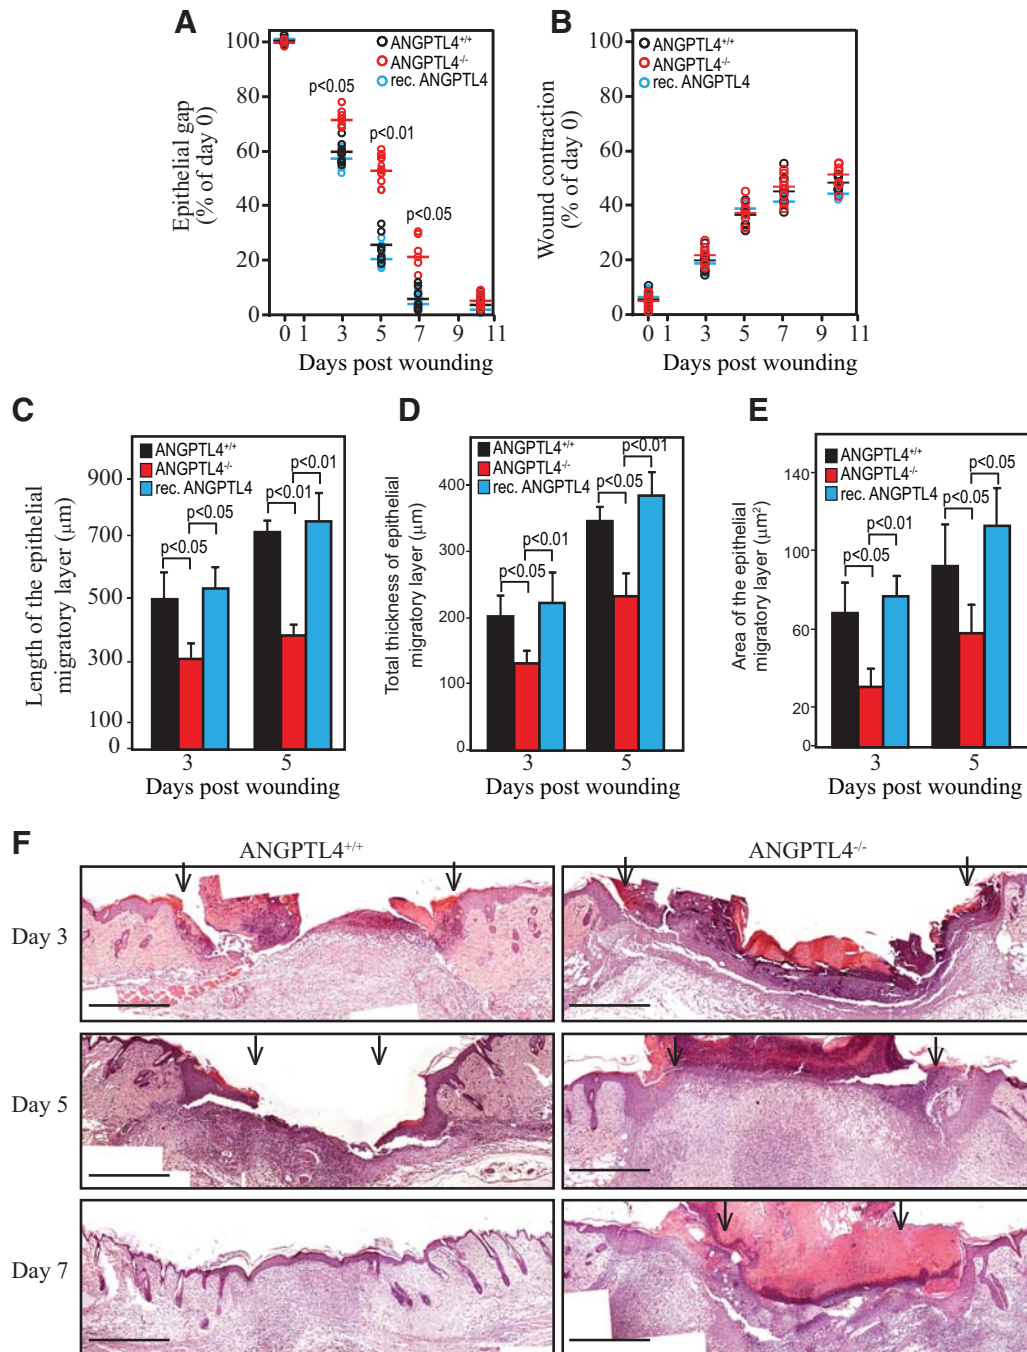 A
Epithelial gap
(% of day 0)
100
80
60
40
20
0
ANGPTL4+/+
ANGPTL4-/-
rec. ANGPTL4
p<0.05
p<0.01
p<0.05
0 1 3 5 7 9 11
Days post wounding
B
Wound contraction
(% of day 0)
100
80
60
40
20
0
ANGPTL4+/+
ANGPTL4-/-
rec. ANGPTL4
0 1 3 5 7 9 11
Days post wounding
C
Length of the epithelial
migratory layer (μm)
900
700
500
300
100
0
ANGPTL4+/+
ANGPTL4-/-
rec. ANGPTL4
p<0.01
p<0.01
p<0.05
p<0.05
3 5
Days post wounding
D
Total thickness of epithelial
migratory layer (μm)
400
300
200
100
0
ANGPTL4+/+
ANGPTL4-/-
rec. ANGPTL4
p<0.01
p<0.05
p<0.01
p<0.05
3 5
Days post wounding
E
Area of the epithelial
migratory layer (μm²)
140
100
60
20
0
ANGPTL4+/+
ANGPTL4-/-
rec. ANGPTL4
p<0.05
p<0.05
p<0.01
p<0.05
3 5
Days post wounding
F
ANGPTL4+/+ ANGPTL4-/-
Day 3
Day 5
Day 7